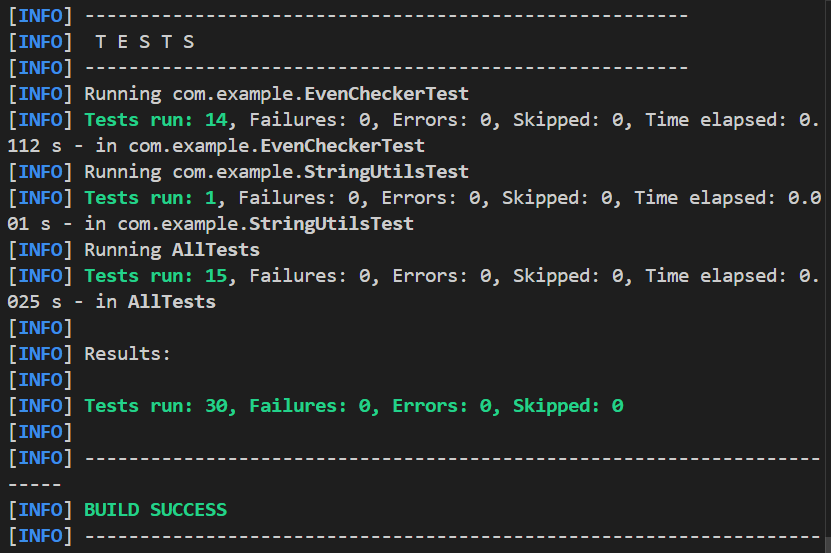 [INFO] -------------------------------------------------------
[INFO]  T E S T S
[INFO] -------------------------------------------------------
[INFO] Running com.example.EvenCheckerTest
[INFO] Tests run: 14, Failures: 0, Errors: 0, Skipped: 0, Time elapsed: 0.
112 s - in com.example.EvenCheckerTest
[INFO] Running com.example.StringUtilsTest
[INFO] Tests run: 1, Failures: 0, Errors: 0, Skipped: 0, Time elapsed: 0.0
01 s - in com.example.StringUtilsTest
[INFO] Running AllTests
[INFO] Tests run: 15, Failures: 0, Errors: 0, Skipped: 0, Time elapsed: 0.
025 s - in AllTests
[INFO]
[INFO] Results:
[INFO]
[INFO] Tests run: 30, Failures: 0, Errors: 0, Skipped: 0
[INFO]
[INFO] -------------------------------------------------------------------
-----
[INFO] BUILD SUCCESS
[INFO] -------------------------------------------------------------------